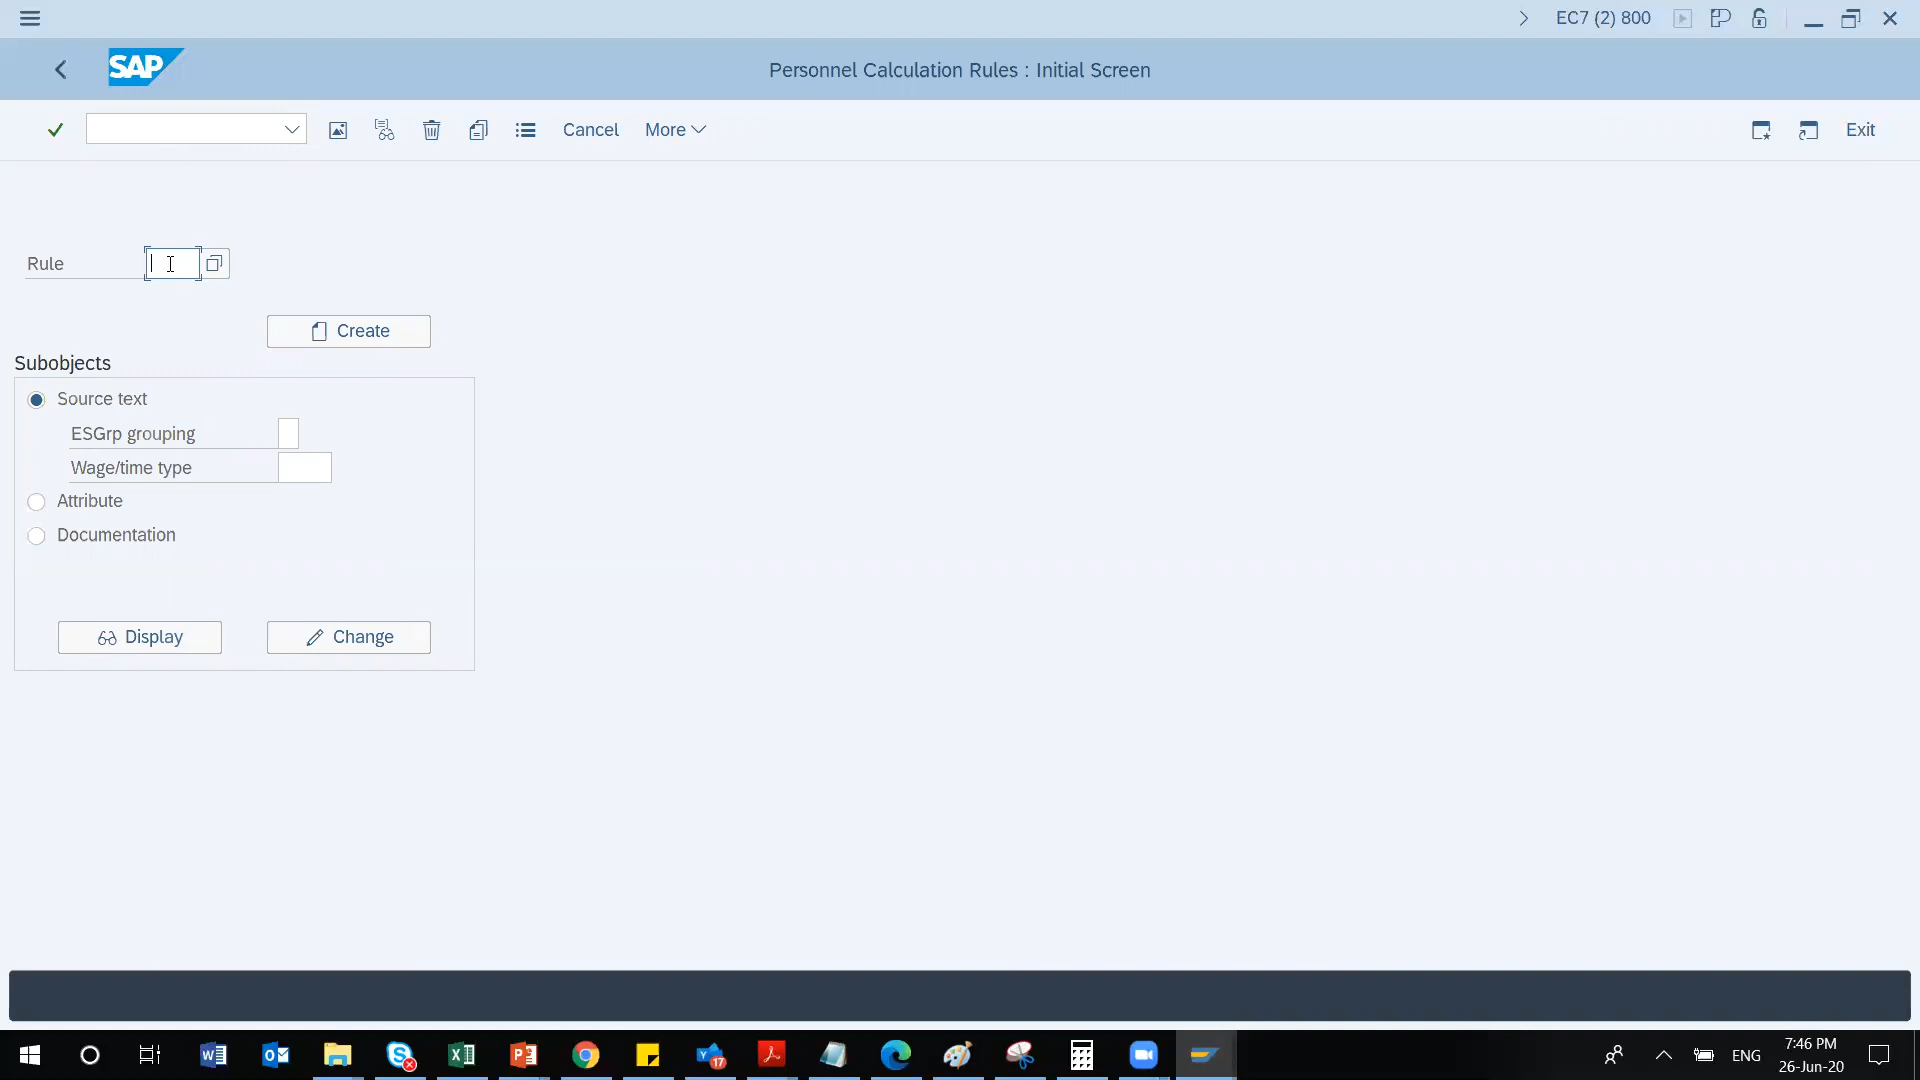 EC7 (2) 800
SAP
Personnel Calculation Rules : Initial Screen
Cancel
More
Exit
Rule
Create
Subobjects
Source text
ESGrp grouping
Wage/time type
Attribute
Documentation
Display
Change
17
ENG
7:46 PM
26-Jun-20